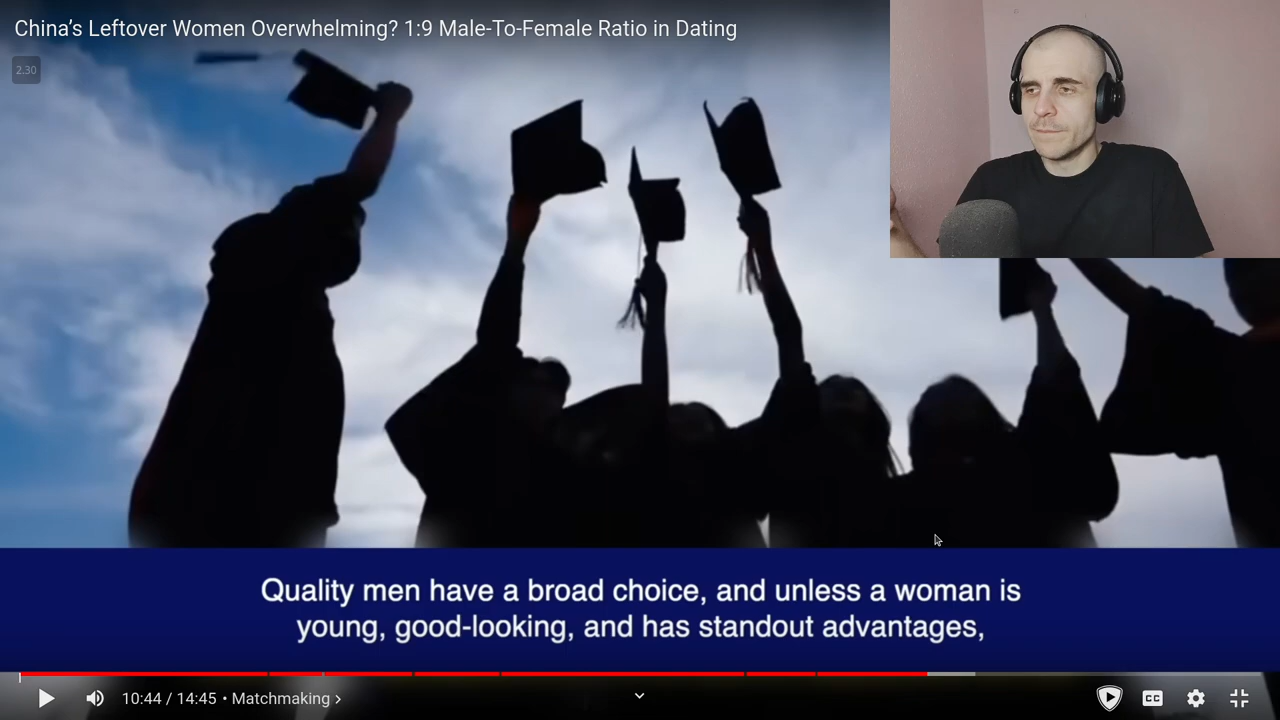 China’s Leftover Women Overwhelming? 1:9 Male-To-Female Ratio in Dating
2.30
Quality men have a broad choice, and unless a woman is
young, good-looking, and has standout advantages,
10:44 / 14:45 • Matchmaking ›
CC